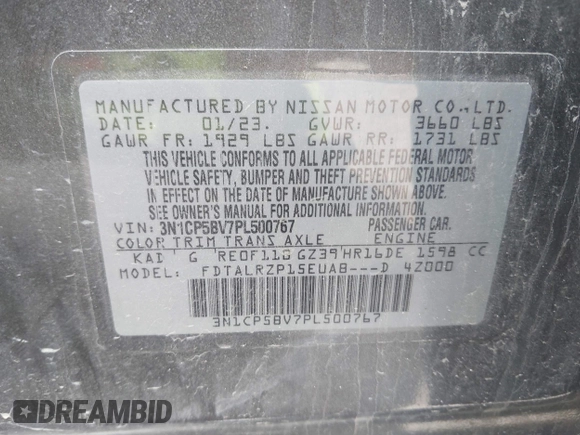 MANUFACTURED BY NISSAN MOTOR CO.,LTD.
DATE: 01/23. GVWR: 3660 LBS
GAWR FR: 1929 LBS GAWR RR: 1731 LBS
THIS VEHICLE CONFORMS TO ALL APPLICABLE FEDERAL MOTOR
VEHICLE SAFETY, BUMPER AND THEFT PREVENTION STANDARDS
IN EFFECT ON THE DATE OF MANUFACTURE SHOWN ABOVE.
SEE OWNER'S MANUAL FOR ADDITIONAL INFORMATION.
VIN: 3N1CP5BV7PL500767 PASSENGER CAR.
COLOR TRIM TRANS AXLE ENGINE
KAD G GZ39 HR16DE 1598 CC
MODEL: FDTALRZP15EUAB---D 4Z000
3N1CP5BV7PL500767
DREAMBID